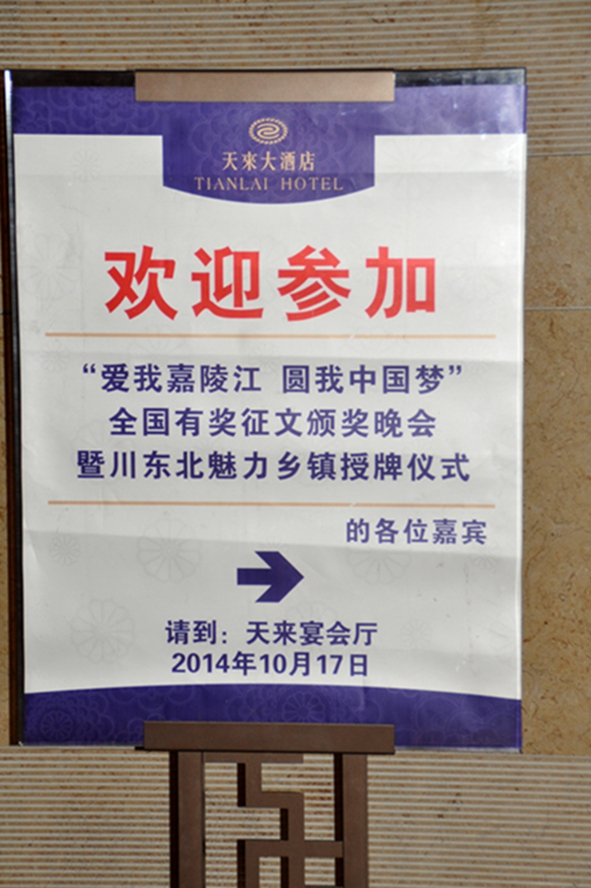 天來大酒店
TIANLAI HOTEL
欢迎参加
“爱我嘉陵江 圆我中国梦”
全国有奖征文颁奖晚会
暨川东北魅力乡镇授牌仪式
的各位嘉宾
请到：天来宴会厅
2014年10月17日